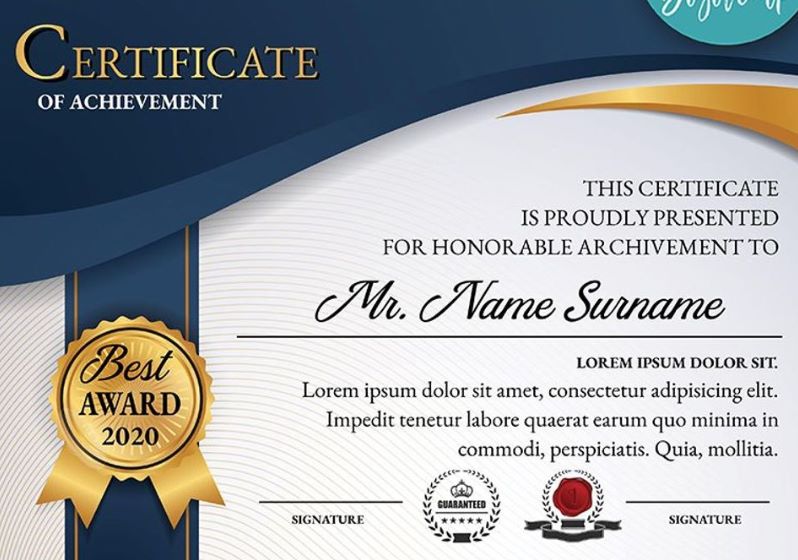 CERTIFICATE
OF ACHIEVEMENT
THIS CERTIFICATE
IS PROUDLY PRESENTED
FOR HONORABLE ARCHIVEMENT TO
Mr. Name Surname
LOREM IPSUM DOLOR SIT.
Lorem ipsum dolor sit amet, consectetur adipisicing elit.
Impedit tenetur labore quaerat earum quo minima in
commodi, perspiciatis. Quia, mollitia.
Best
AWARD
2020
SIGNATURE
GUARANTEED
1
SIGNATURE